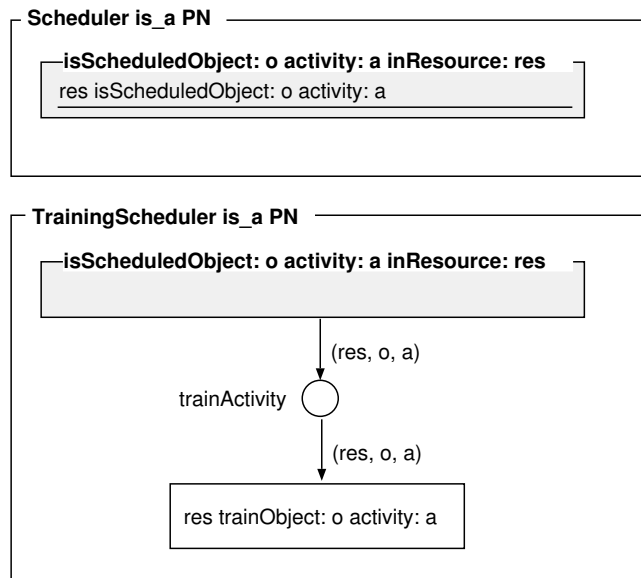 Scheduler is_a PN
isScheduledObject: o activity: a inResource: res
res isScheduledObject: o activity: a
TrainingScheduler is_a PN
isScheduledObject: o activity: a inResource: res
(res, o, a)
trainActivity
(res, o, a)
res trainObject: o activity: a